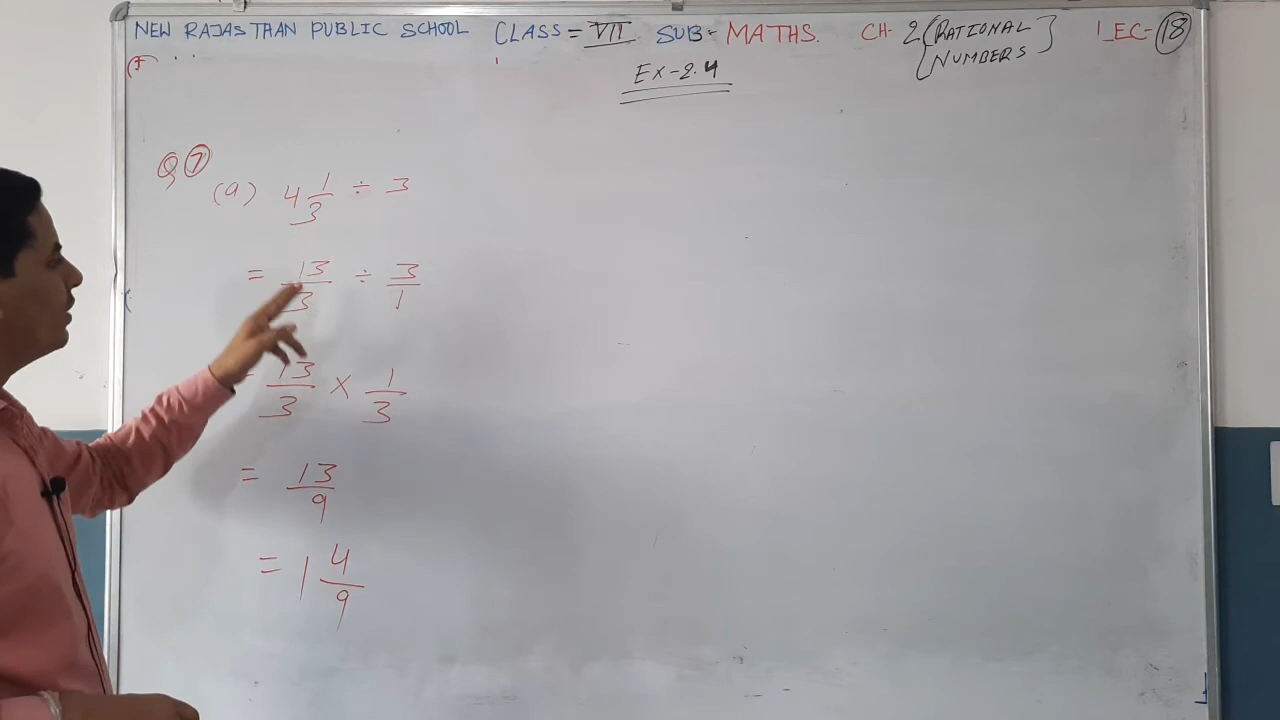 NEW RAJASTHAN PUBLIC SCHOOL CLASS = VII SUB - MATHS. CH- 2 (RATIONAL NUMBERS) LEC- 18
EX-2.4
Q 7
(a) 4 1/3 ÷ 3
= 13/3 ÷ 3/1
= 13/3 × 1/3
= 13/9
= 1 4/9